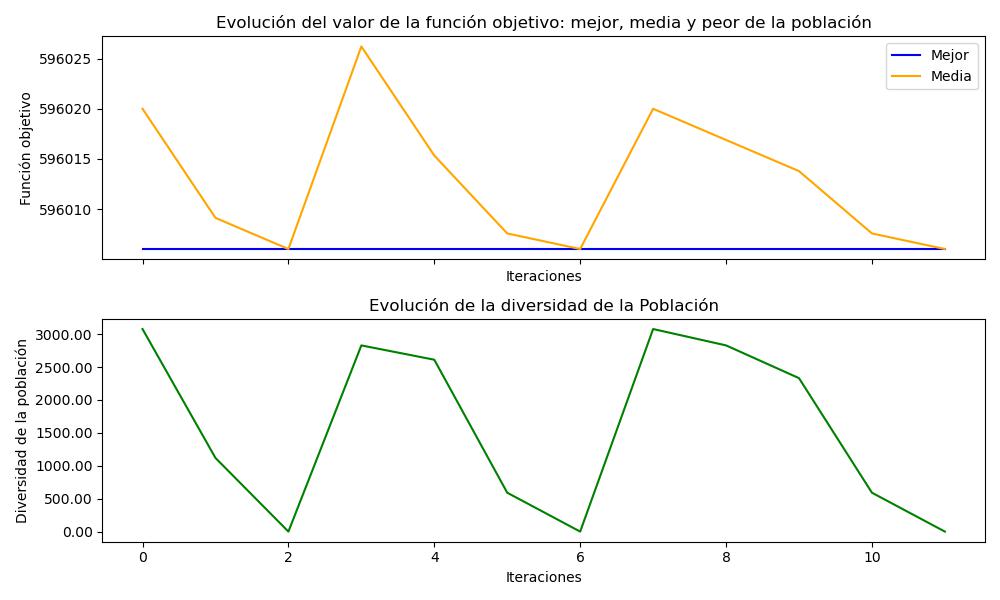 Evolución del valor de la función objetivo: mejor, media y peor de la población
Función objetivo
596025
596020
596015
596010
Mejor
Media
Iteraciones
Evolución de la diversidad de la Población
Diversidad de la población
3000.00
2500.00
2000.00
1500.00
1000.00
500.00
0.00
0 2 4 6 8 10
Iteraciones